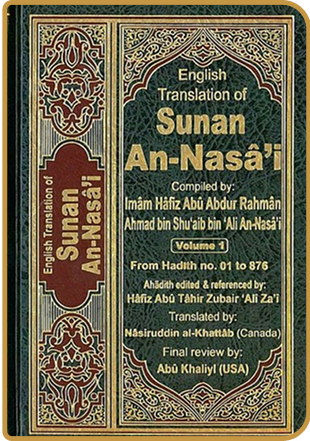 English Translation of
Sunan
An-Nasâ'i
English
Translation of
Sunan
An-Nasâ'i
Compiled by:
Imâm Hâfiz Abû Abdur Rahmân
Ahmad bin Shu'aib bin 'Ali An-Nasâ'i
Volume 1
From Hadith no. 01 to 876
Ahâdith edited & referenced by:
Hâfiz Abû Tâhir Zubair 'Ali Za'i
Translated by:
Nâsiruddin al-Khattâb (Canada)
Final review by:
Abû Khaliyl (USA)